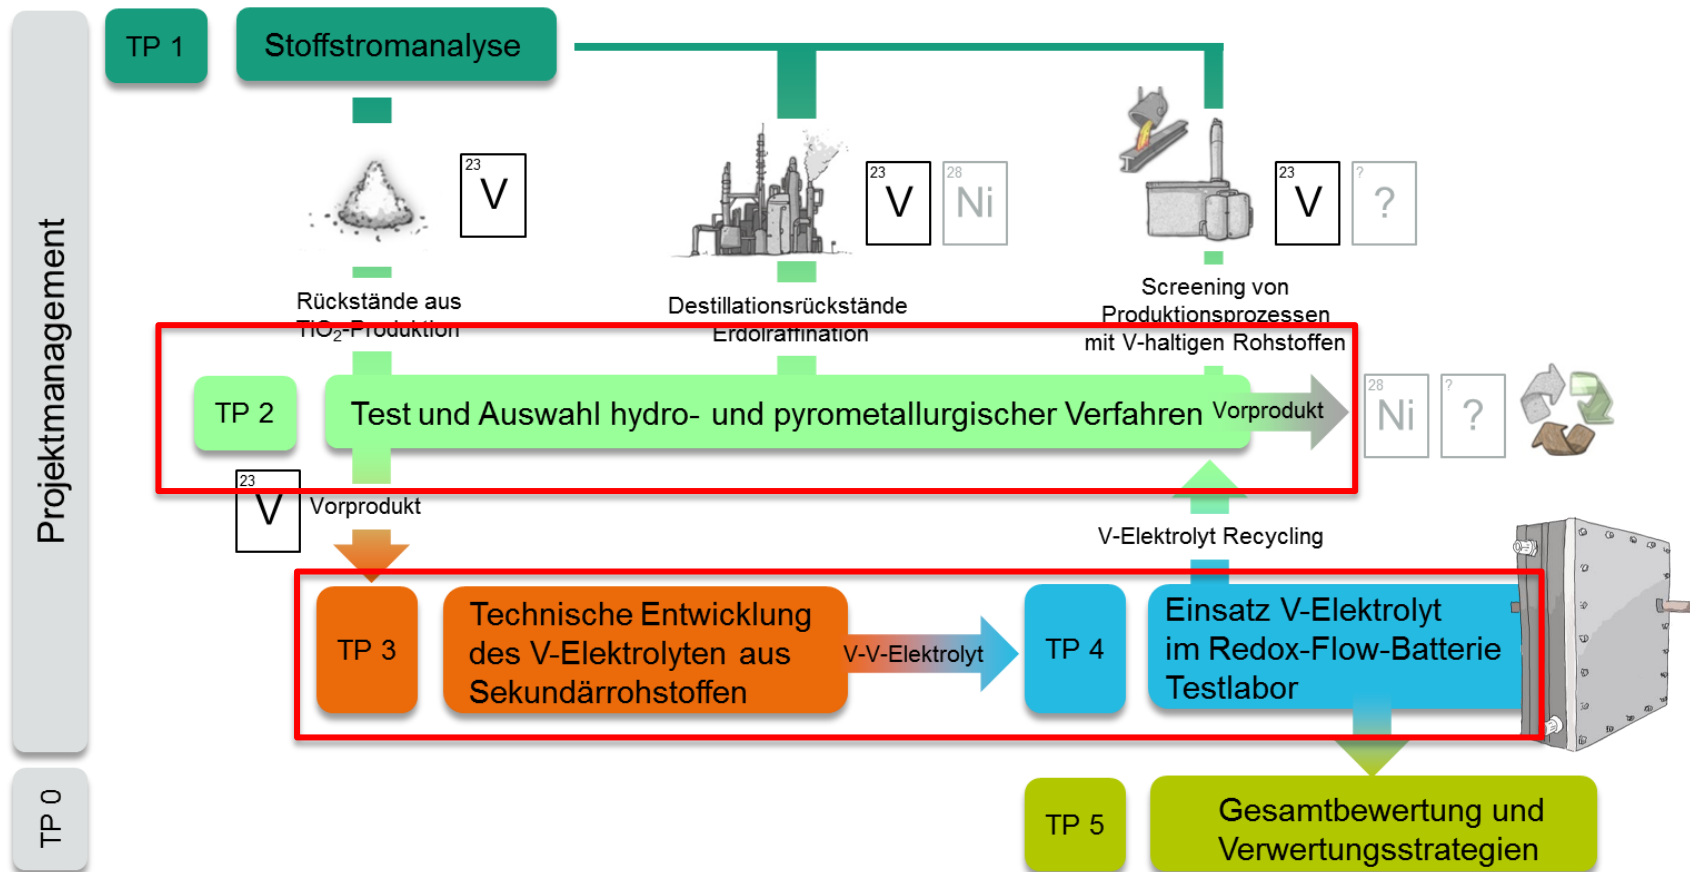 Projektmanagement
TP 0
TP 1
Stoffstromanalyse
23
V
23
V
28
Ni
23
V
?
?
Rückstände aus
TiO2-Produktion
Destillationsrückstände
Erdölraffination
Screening von
Produktionsprozessen
mit V-haltigen Rohstoffen
TP 2
Test und Auswahl hydro- und pyrometallurgischer Verfahren
Vorprodukt
28
Ni
?
?
23
V
Vorprodukt
V-Elektrolyt Recycling
TP 3
Technische Entwicklung
des V-Elektrolyten aus
Sekundärrohstoffen
V-V-Elektrolyt
TP 4
Einsatz V-Elektrolyt
im Redox-Flow-Batterie
Testlabor
TP 5
Gesamtbewertung und
Verwertungsstrategien